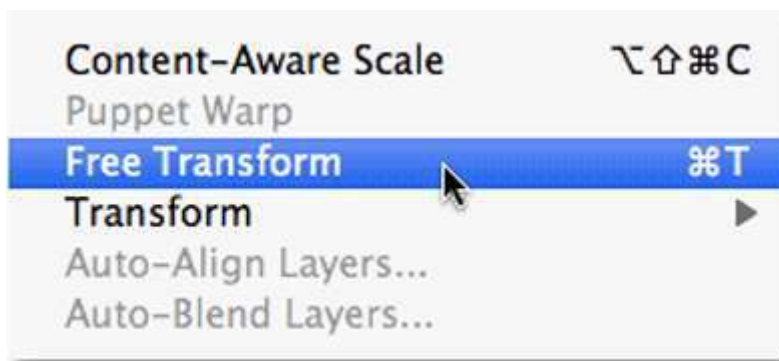 Content-Aware Scale ⌥⇧⌘C
Puppet Warp
Free Transform ⌘T
Transform ▶
Auto-Align Layers...
Auto-Blend Layers...